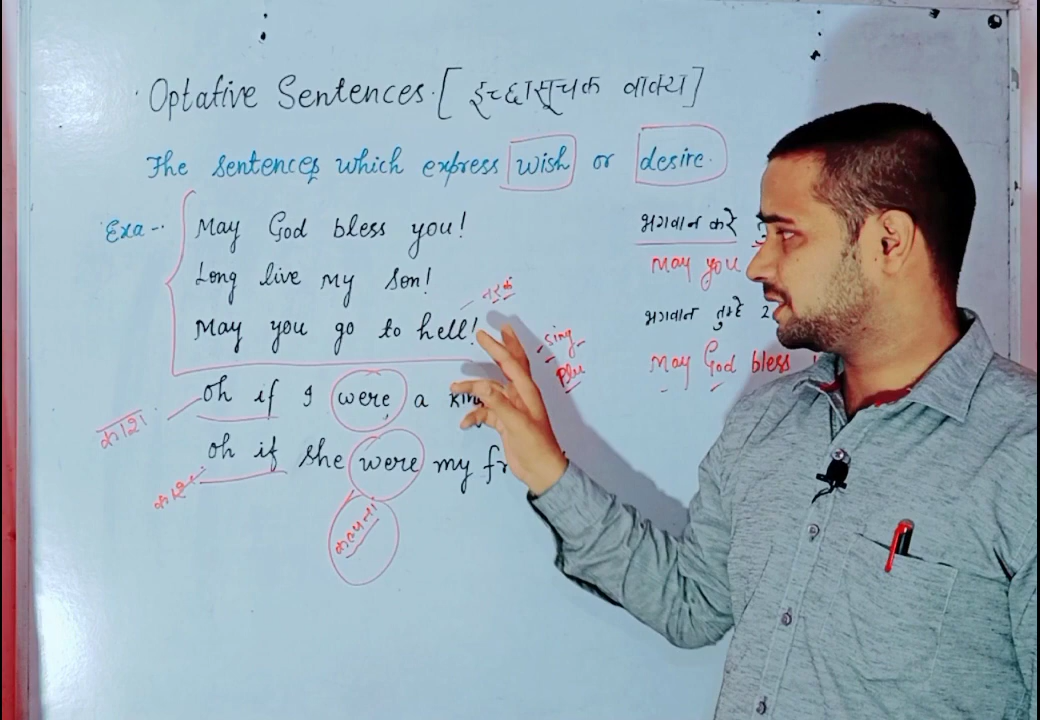 Optative Sentences. [इच्छासूचक वाक्य]
The sentences which express wish or desire.
Exa-..
May God bless you!
Long live my son!
May you go to hell!
नरक
oh if I were a
काश
oh if she were my
काश
कल्पना
sing-
Plu
भगवान करे
May you
भगवान तुम्हें
May God bless